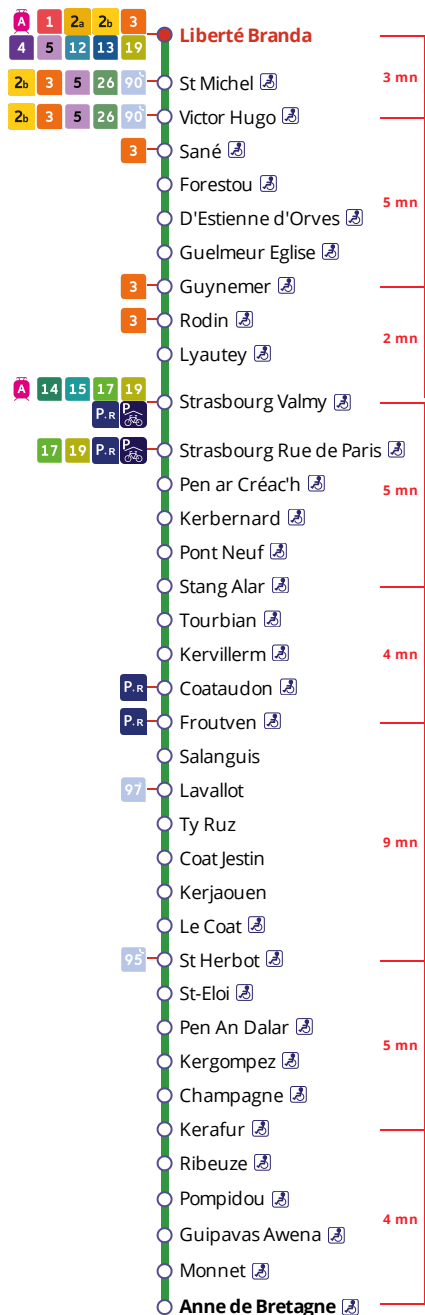 A 1 2a 2b 3
4 5 12 13 19
Liberté Branda
3 mn
2b 3 5 26 90 St Michel
2b 3 5 26 90 Victor Hugo
3 Sané
Forestou
D'Estienne d'Orves
5 mn
Guelmeur Eglise
3 Guynemer
3 Rodin
2 mn
Lyautey
A 14 15 17 19
P+R P
Strasbourg Valmy
17 19 P+R P Strasbourg Rue de Paris
Pen ar Créac'h
5 mn
Kerbernard
Pont Neuf
Stang Alar
Tourbian
Kervillerm
4 mn
P+R Coataudon
P+R Froutven
Salanguis
97 Lavallot
Ty Ruz
9 mn
Coat Jestin
Kerjaouen
Le Coat
95 St Herbot
St-Eloi
Pen An Dalar
5 mn
Kergompez
Champagne
Kerafur
Ribeuze
Pompidou
4 mn
Guipavas Awena
Monnet
Anne de Bretagne